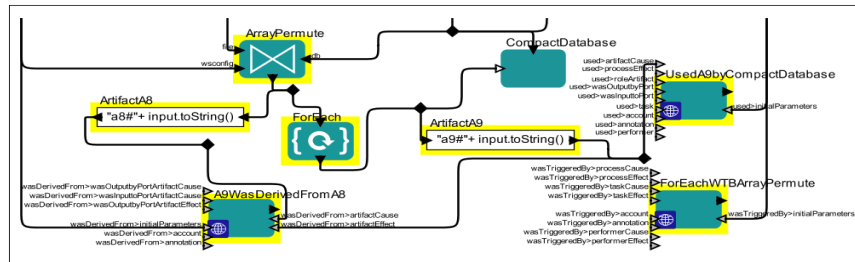 ArrayPermute
file
db
wsconfig
CompactDatabase
used>artifactCause
used>processEffect
used>roleArtifact
used>wasOutputbyPort
used>wasInputtoPort
used>task
used>account
used>annotation
used>performer
UsedA9byCompactDatabase
used>initialParameters
ArtifactA8
"a8#"+ input.toString()
ForEach
ArtifactA9
"a9#"+ input.toString()
wasDerivedFrom>wasOutputbyPortArtifactCause
wasDerivedFrom>wasInputtoPortArtifactCause
wasDerivedFrom>wasOutputbyPortArtifactEffect
A9WasDerivedFromA8
wasDerivedFrom>initialParameters
wasDerivedFrom>account
wasDerivedFrom>annotation
wasDerivedFrom>artifactCause
wasDerivedFrom>artifactEffect
wasTriggeredBy>processCause
wasTriggeredBy>processEffect
wasTriggeredBy>taskCause
wasTriggeredBy>taskEffect
ForEachWTBArrayPermute
wasTriggeredBy>account
wasTriggeredBy>annotation
wasTriggeredBy>performerCause
wasTriggeredBy>performerEffect
wasTriggeredBy>initialParameters